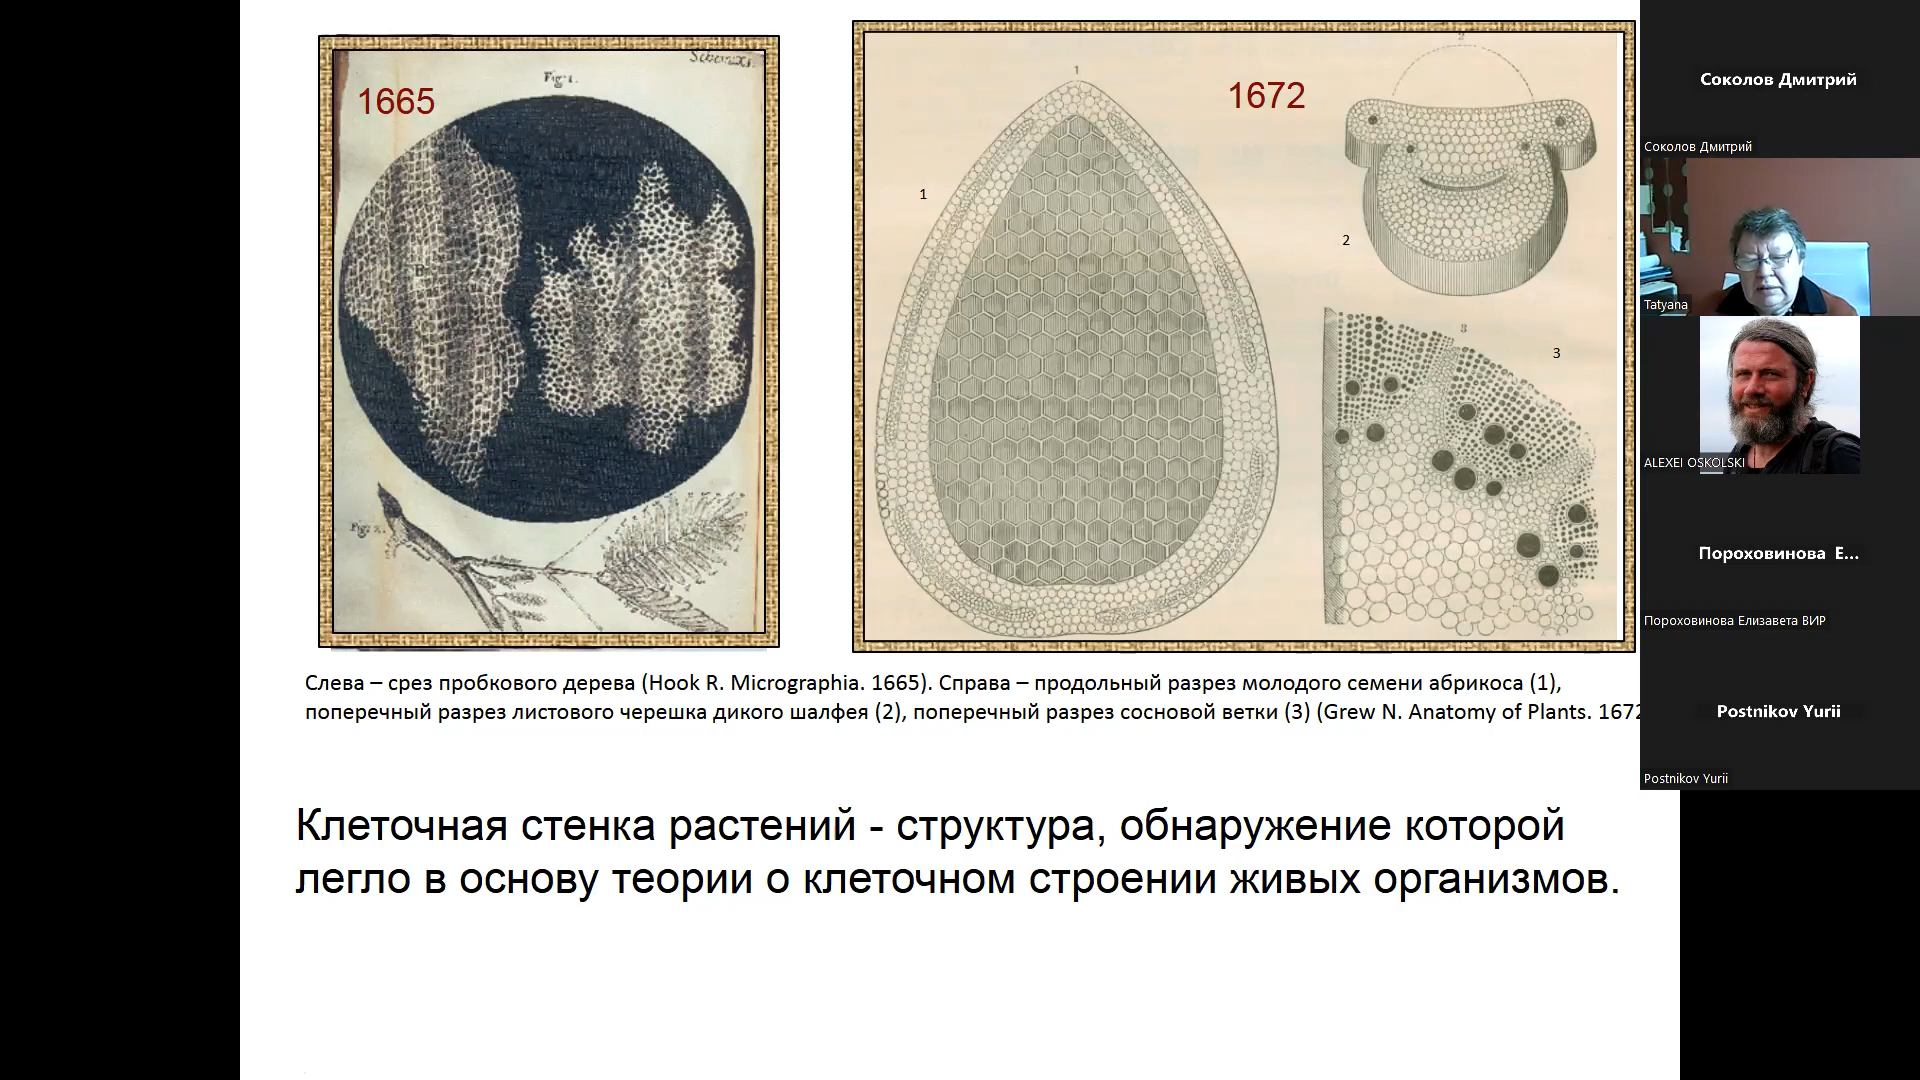 Fig: 1.
1665
B
Fig: 2.
1
1672
2
1
2
3
3
Слева – срез пробкового дерева (Hook R. Micrographia. 1665). Справа – продольный разрез молодого семени абрикоса (1),
поперечный разрез листового черешка дикого шалфея (2), поперечный разрез сосновой ветки (3) (Grew N. Anatomy of Plants. 1672
Клеточная стенка растений - структура, обнаружение которой
легло в основу теории о клеточном строении живых организмов.
Соколов Дмитрий
Соколов Дмитрий
Tatyana
ALEXEI OSKOLSKI
Пороховинова Е...
Пороховинова Елизавета ВИР
Postnikov Yurii
Postnikov Yurii